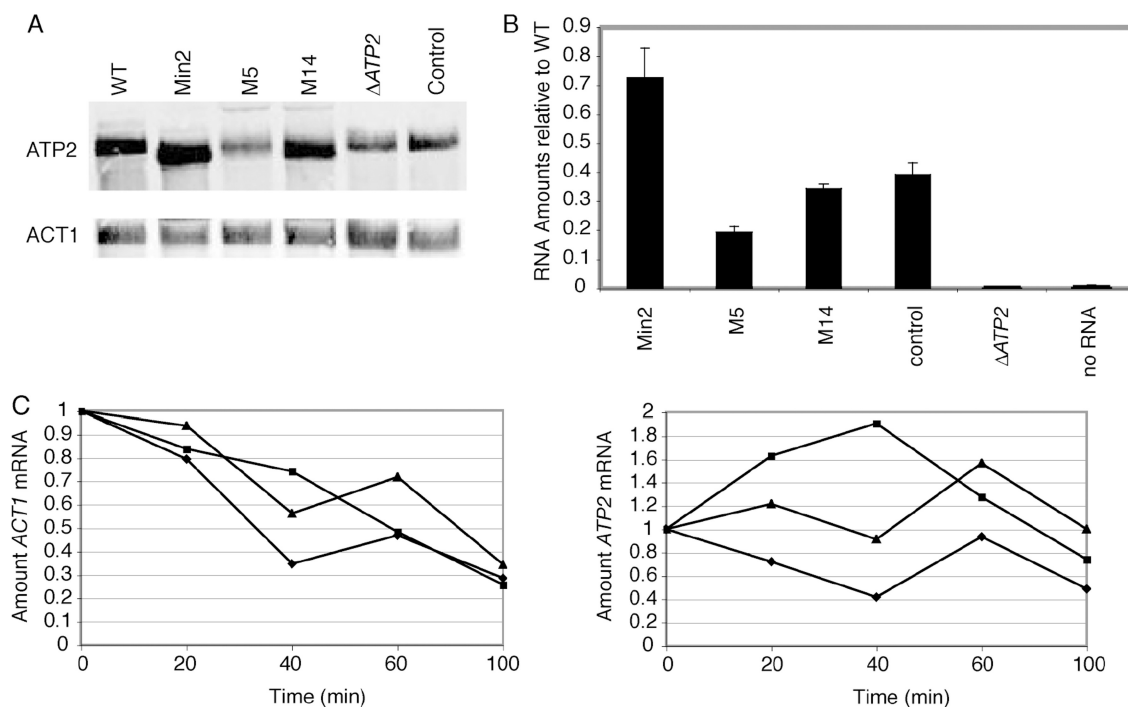 A
WT
Min2
M5
M14
ΔATP2
Control
ATP2
ACT1
B
RNA Amounts relative to WT
0.9
0.8
0.7
0.6
0.5
0.4
0.3
0.2
0.1
0
Min2
M5
M14
control
ΔATP2
no RNA
C
Amount ACT1 mRNA
1
0.9
0.8
0.7
0.6
0.5
0.4
0.3
0.2
0.1
0
0 20 40 60 100
Time (min)
Amount ATP2 mRNA
2
1.8
1.6
1.4
1.2
1
0.8
0.6
0.4
0.2
0
0 20 40 60 100
Time (min)